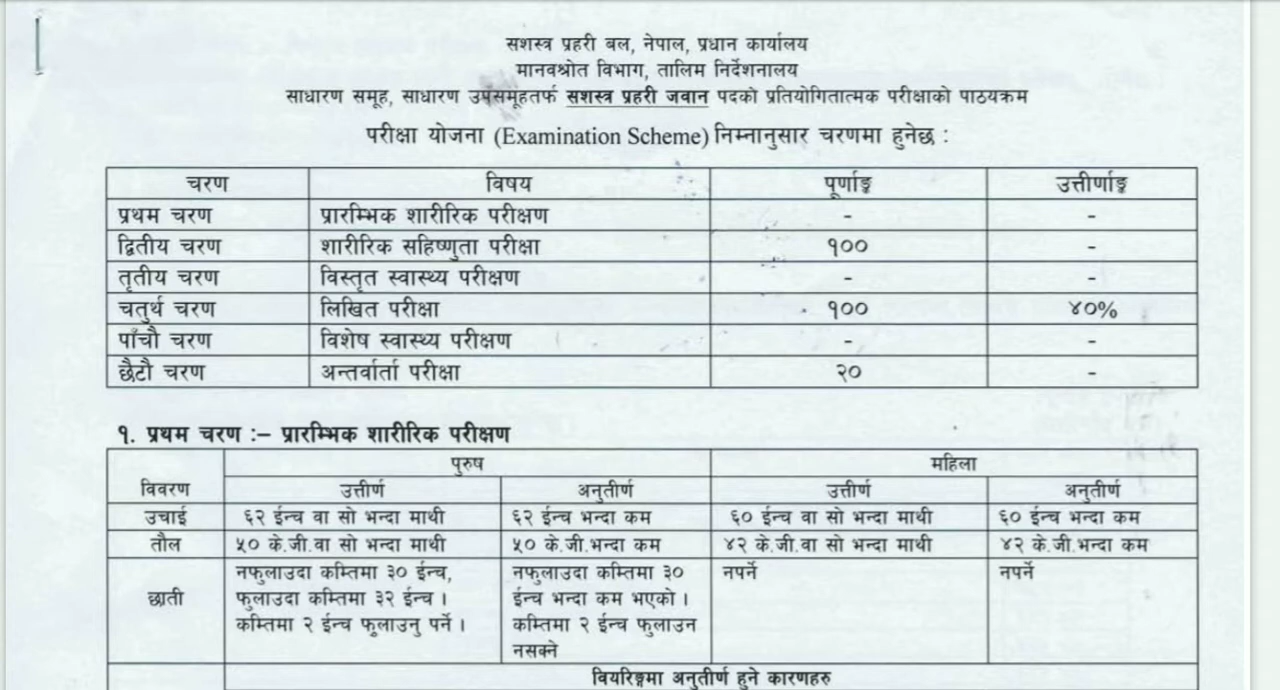 सशस्त्र प्रहरी बल, नेपाल, प्रधान कार्यालय
मानवश्रोत विभाग, तालिम निर्देशनालय
साधारण समूह, साधारण उपसमूहतर्फ सशस्त्र प्रहरी जवान पदको प्रतियोगितात्मक परीक्षाको पाठ्यक्रम
परीक्षा योजना (Examination Scheme) निम्नानुसार चरणमा हुनेछ :
चरण विषय पूर्णाङ्क उत्तीर्णाङ्क
प्रथम चरण प्रारम्भिक शारीरिक परीक्षण - -
द्वितीय चरण शारीरिक सहिष्णुता परीक्षा १०० -
तृतीय चरण विस्तृत स्वास्थ्य परीक्षण - -
चतुर्थ चरण लिखित परीक्षा १०० ४०%
पाँचौ चरण विशेष स्वास्थ्य परीक्षण - -
छैटौ चरण अन्तर्वार्ता परीक्षा २० -
१. प्रथम चरण :– प्रारम्भिक शारीरिक परीक्षण
पुरुष महिला
विवरण उत्तीर्ण अनुतीर्ण उत्तीर्ण अनुतीर्ण
उचाई ६२ ईन्च वा सो भन्दा माथी ६२ ईन्च भन्दा कम ६० ईन्च वा सो भन्दा माथी ६० ईन्च भन्दा कम
तौल ५० के.जी.वा सो भन्दा माथी ५० के.जी.भन्दा कम ४२ के.जी.वा सो भन्दा माथी ४२ के.जी.भन्दा कम
नफुलाउदा कम्तिमा ३० ईन्च, नफुलाउदा कम्तिमा ३० नपर्ने नपर्ने
छाती फुलाउदा कम्तिमा ३२ ईन्च । ईन्च भन्दा कम भएको ।
कम्तिमा २ ईन्च फुलाउनु पर्ने । कम्तिमा २ ईन्च फुलाउन
नसक्ने
वियरिङ्गमा अनुतीर्ण हुने कारणहरु